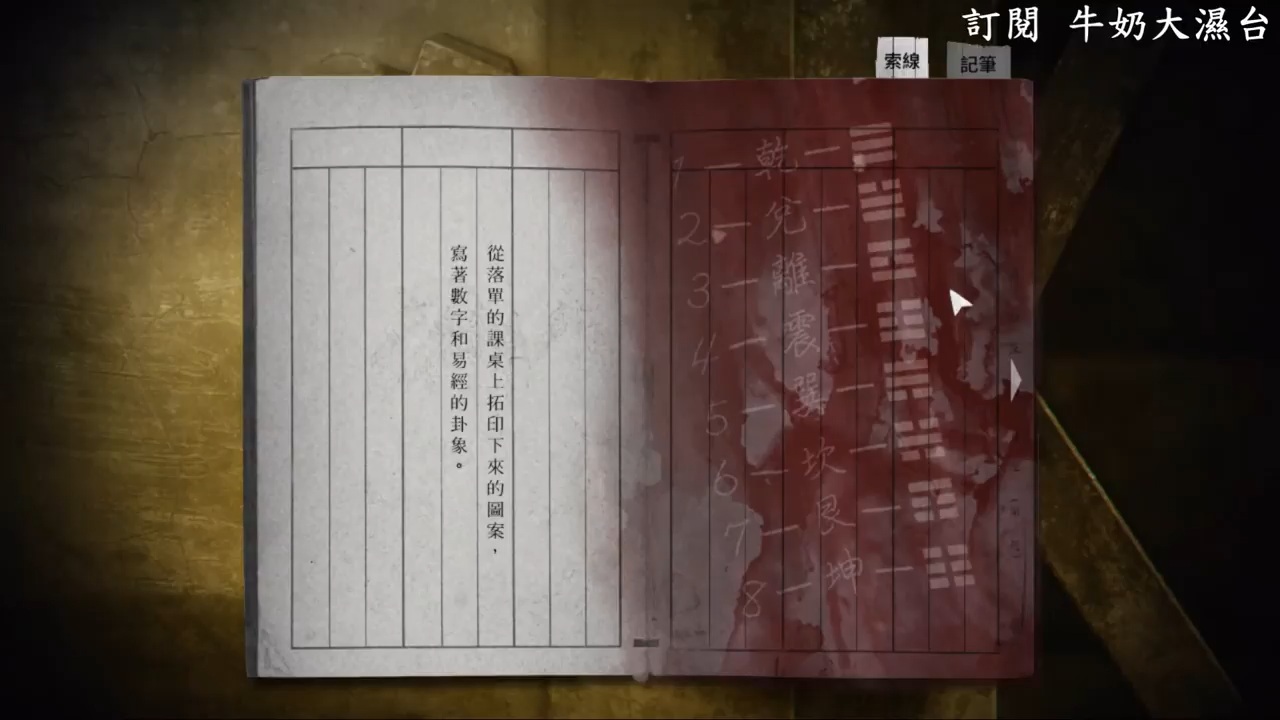 訂閱 牛奶大濕台
索線
記筆
從落單的課桌上拓印下來的圖案，
寫著數字和易經的卦象。
1 — 乾 — ☰
2 — 兌 — ☱
3 — 離 — ☲
4 — 震 — ☳
5 — 巽 — ☴
6 — 坎 — ☵
7 — 艮 — ☶
8 — 坤 — ☷